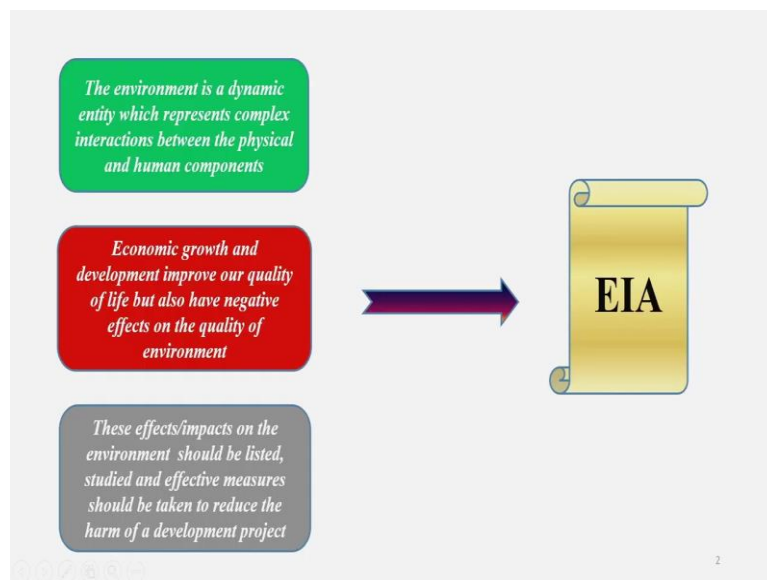 The environment is a dynamic
entity which represents complex
interactions between the physical
and human components
Economic growth and
development improve our quality
of life but also have negative
effects on the quality of
environment
These effects/impacts on the
environment should be listed,
studied and effective measures
should be taken to reduce the
harm of a development project
EIA
2